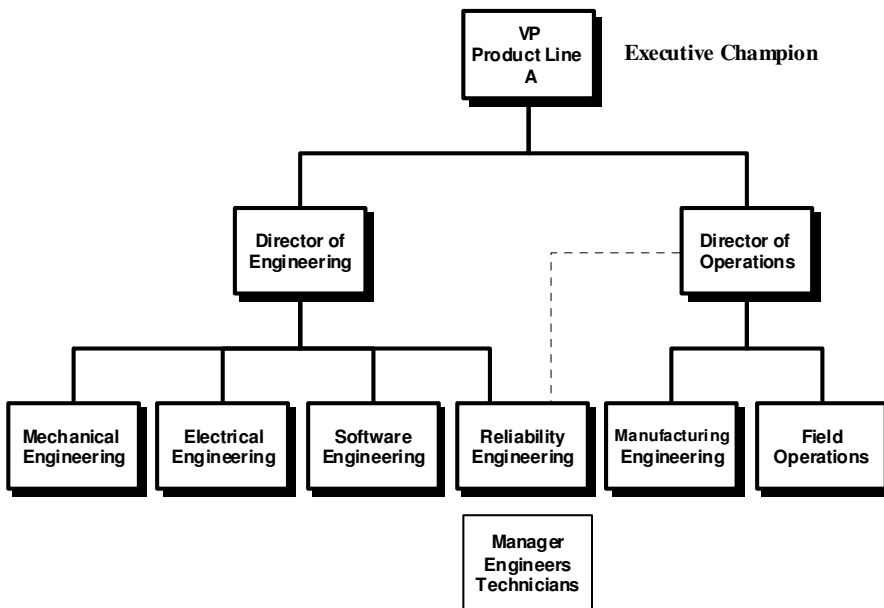 VP
Product Line
A
Executive Champion
Director of
Engineering
Director of
Operations
Mechanical
Engineering
Electrical
Engineering
Software
Engineering
Reliability
Engineering
Manufacturing
Engineering
Field
Operations
Manager
Engineers
Technicians